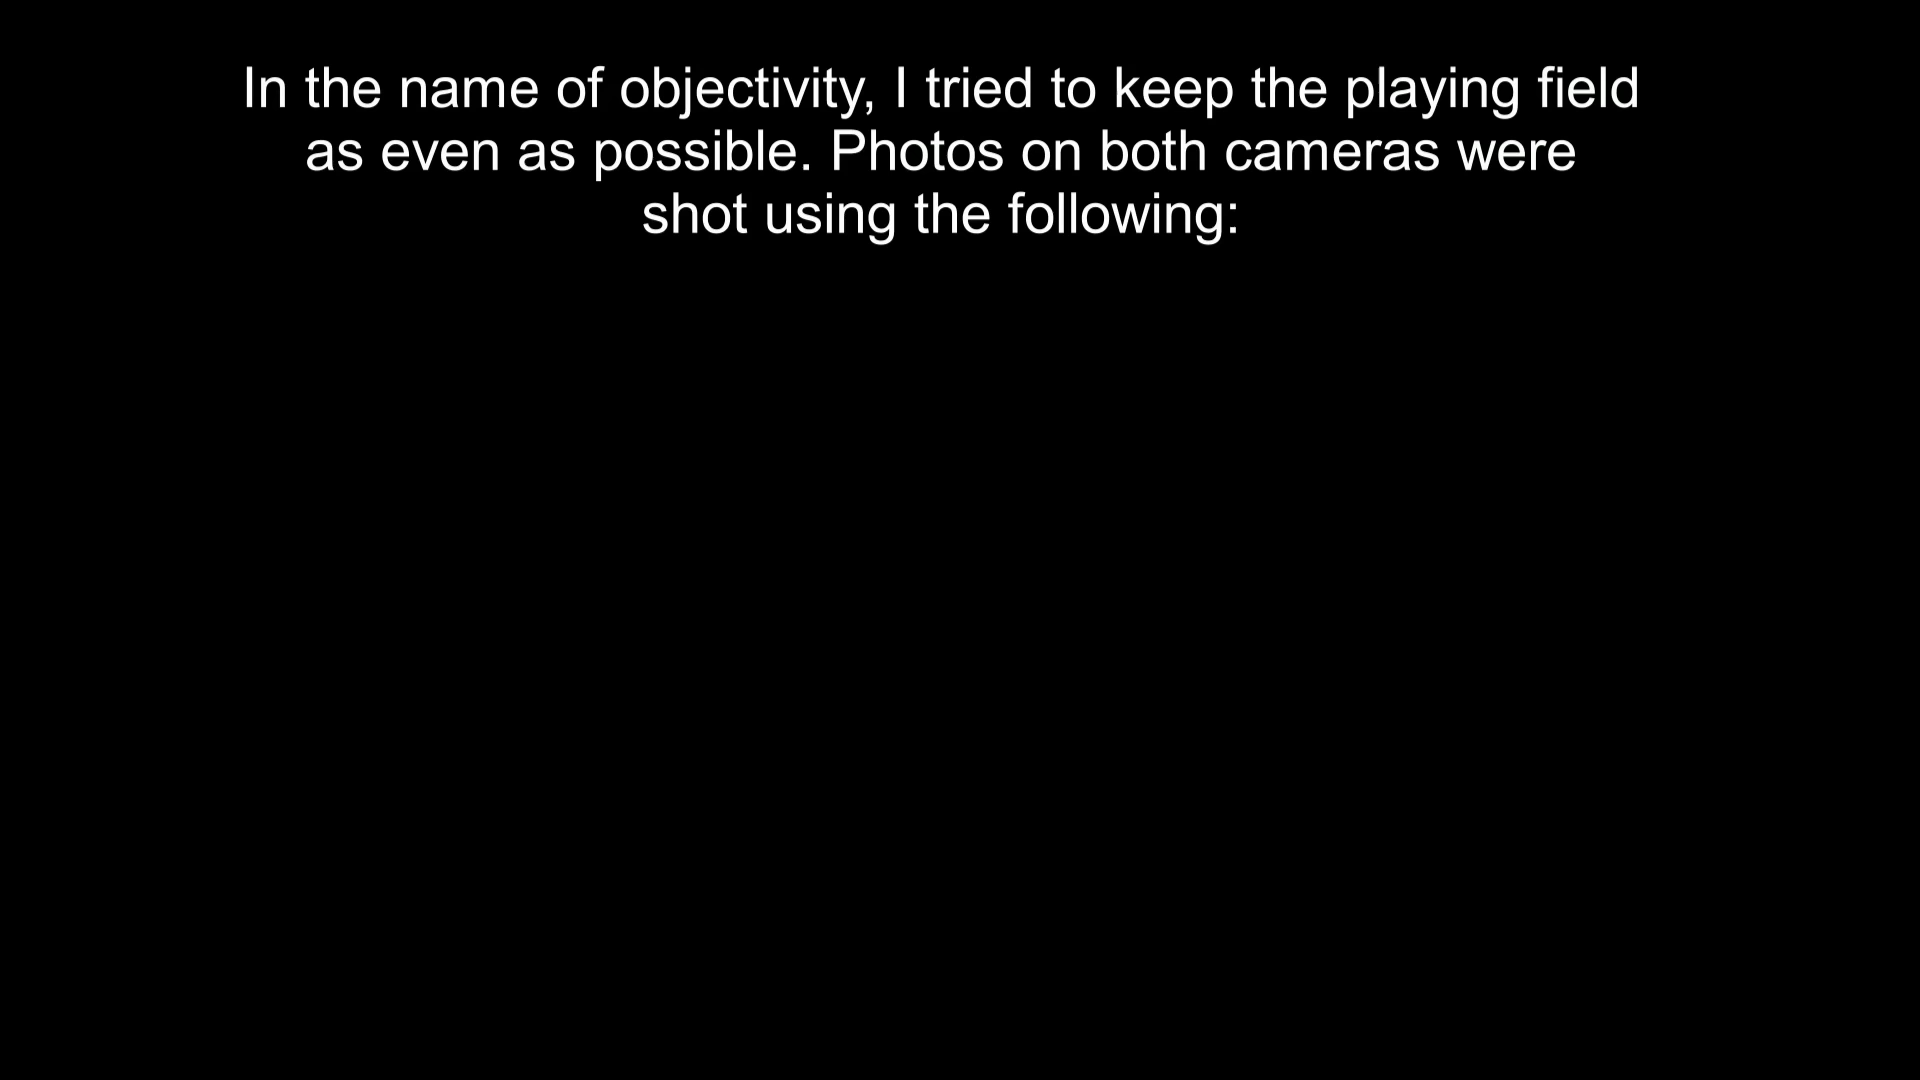 In the name of objectivity, I tried to keep the playing field
as even as possible. Photos on both cameras were
shot using the following: